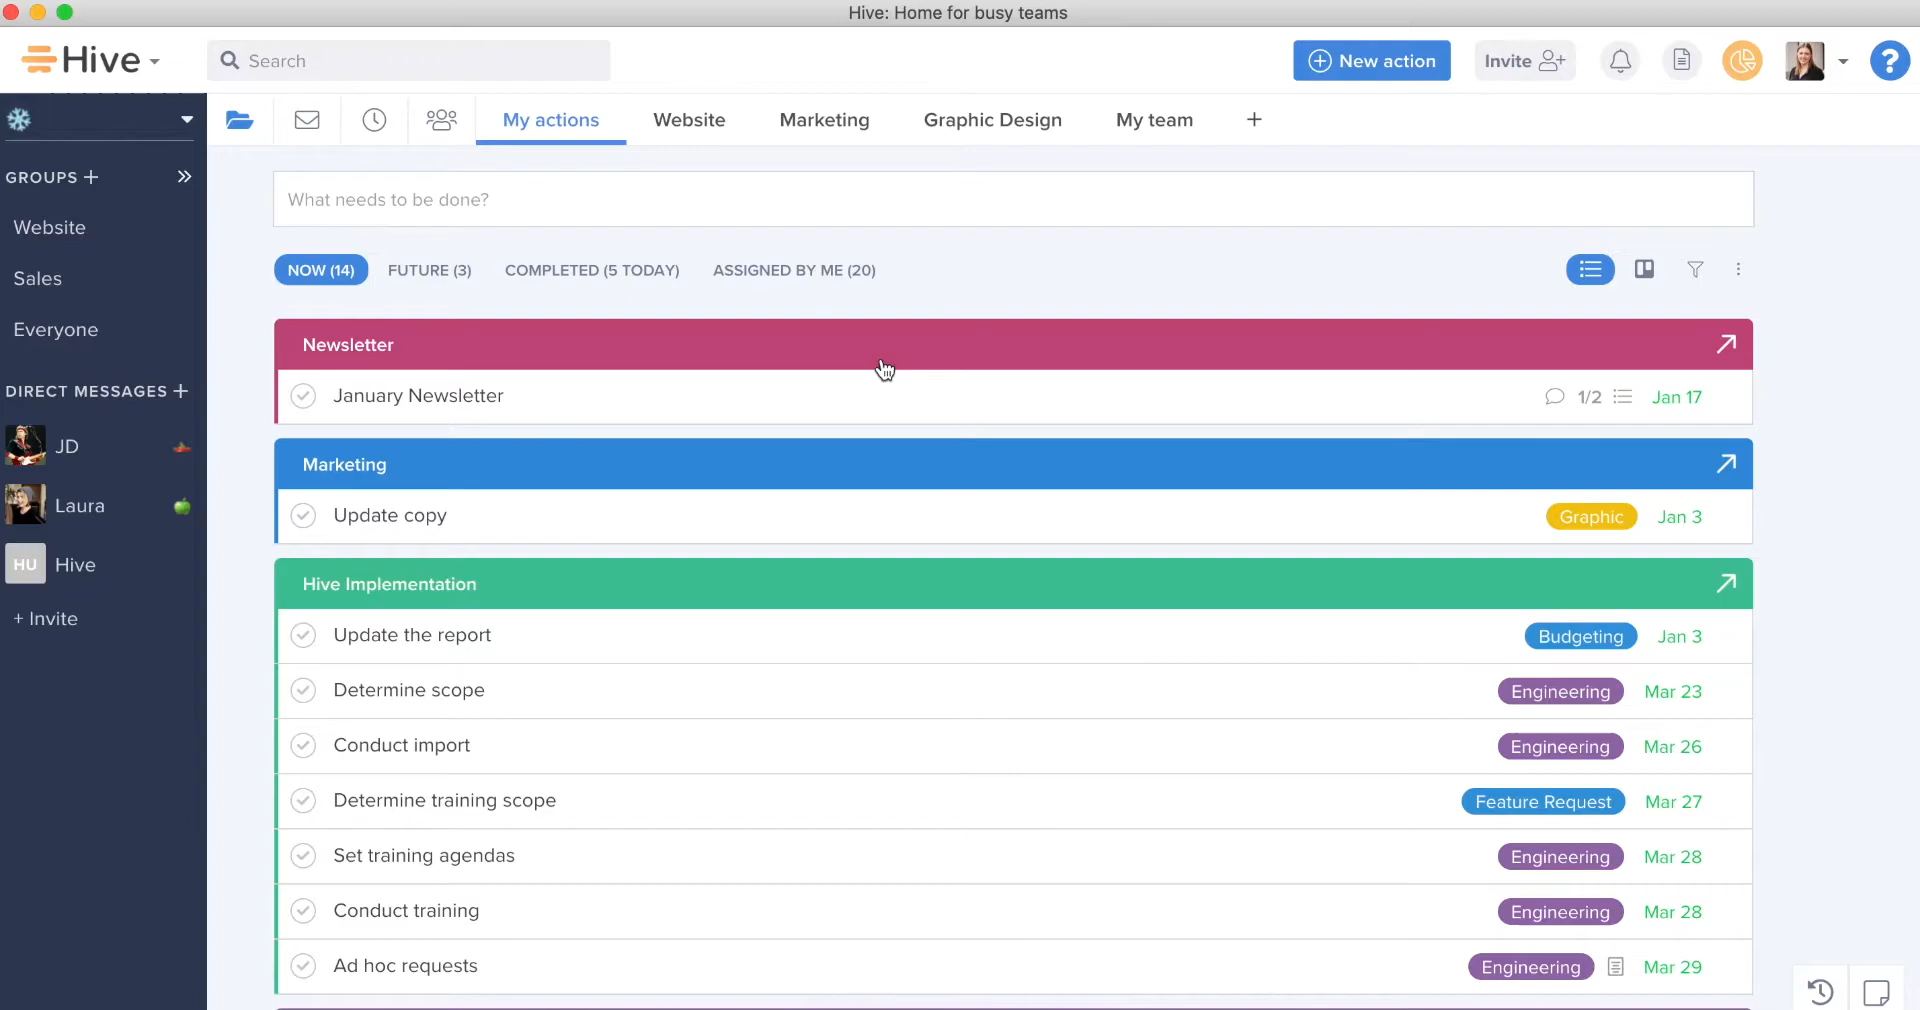 Hive: Home for busy teams
Hive
Search
New action
Invite
?
My actions
Website
Marketing
Graphic Design
My team
+
GROUPS +
Website
Sales
Everyone
DIRECT MESSAGES +
JD
Laura
HU Hive
+ Invite
What needs to be done?
NOW (14)
FUTURE (3)
COMPLETED (5 TODAY)
ASSIGNED BY ME (20)
Newsletter
January Newsletter 1/2 Jan 17
Marketing
Update copy Graphic Jan 3
Hive Implementation
Update the report Budgeting Jan 3
Determine scope Engineering Mar 23
Conduct import Engineering Mar 26
Determine training scope Feature Request Mar 27
Set training agendas Engineering Mar 28
Conduct training Engineering Mar 28
Ad hoc requests Engineering Mar 29